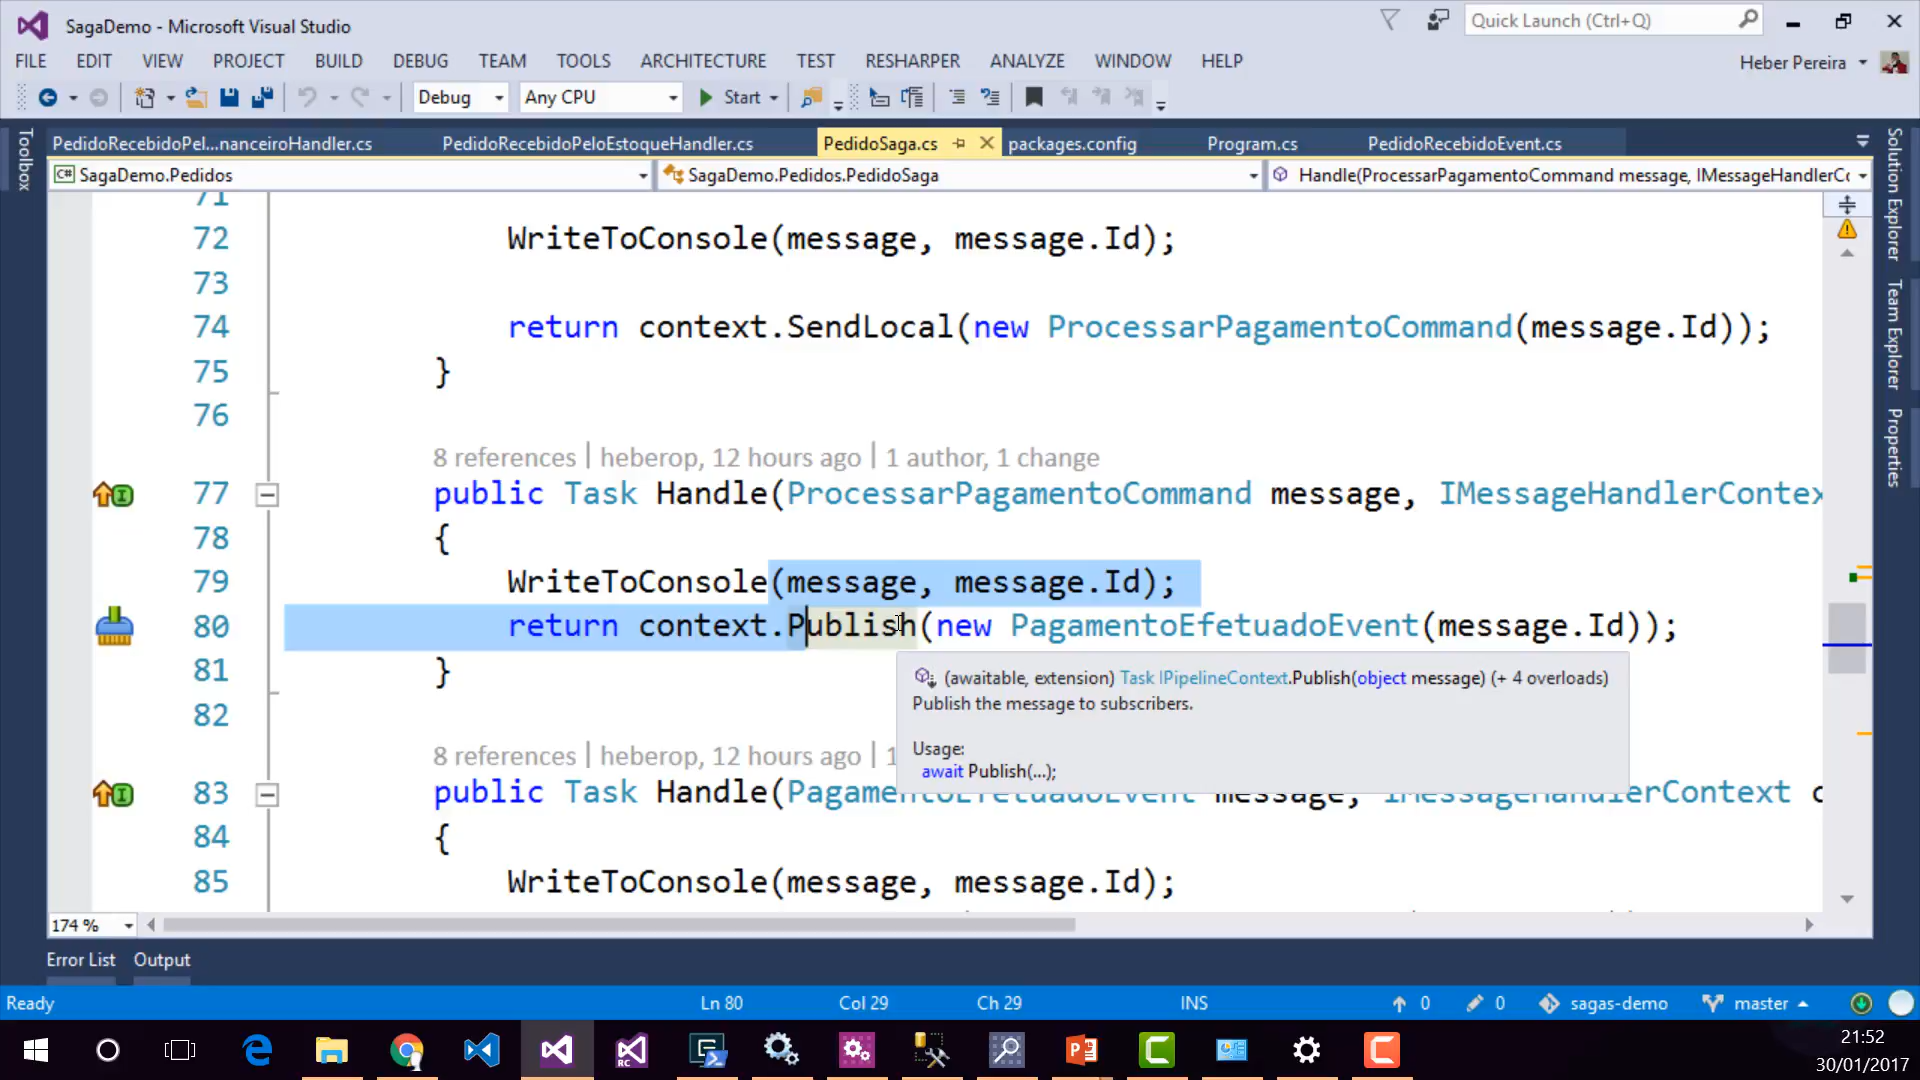 SagaDemo - Microsoft Visual Studio
Quick Launch (Ctrl+Q)
FILE EDIT VIEW PROJECT BUILD DEBUG TEAM TOOLS ARCHITECTURE TEST RESHARPER ANALYZE WINDOW HELP
Heber Pereira
Debug Any CPU Start
Toolbox
PedidoRecebidoPel...nanceiroHandler.cs PedidoRecebidoPeloEstoqueHandler.cs PedidoSaga.cs packages.config Program.cs PedidoRecebidoEvent.cs
SagaDemo.Pedidos SagaDemo.Pedidos.PedidoSaga Handle(ProcessarPagamentoCommand message, IMessageHandlerCo
Solution Explorer
Team Explorer
Properties
71
72 WriteToConsole(message, message.Id);
73
74 return context.SendLocal(new ProcessarPagamentoCommand(message.Id));
75 }
76
8 references | heberop, 12 hours ago | 1 author, 1 change
77 public Task Handle(ProcessarPagamentoCommand message, IMessageHandlerContex
78 {
79 WriteToConsole(message, message.Id);
80 return context.Publish(new PagamentoEfetuadoEvent(message.Id));
81 }
(awaitable, extension) Task IPipelineContext.Publish(object message) (+ 4 overloads)
Publish the message to subscribers.
Usage:
await Publish(...);
82
8 references | heberop, 12 hours ago | 1
83 public Task Handle(PagamentoEfetuadoEvent message, IMessageHandlerContext c
84 {
85 WriteToConsole(message, message.Id);
174 %
Error List Output
Ready Ln 80 Col 29 Ch 29 INS 0 0 sagas-demo master
RC
21:52
30/01/2017